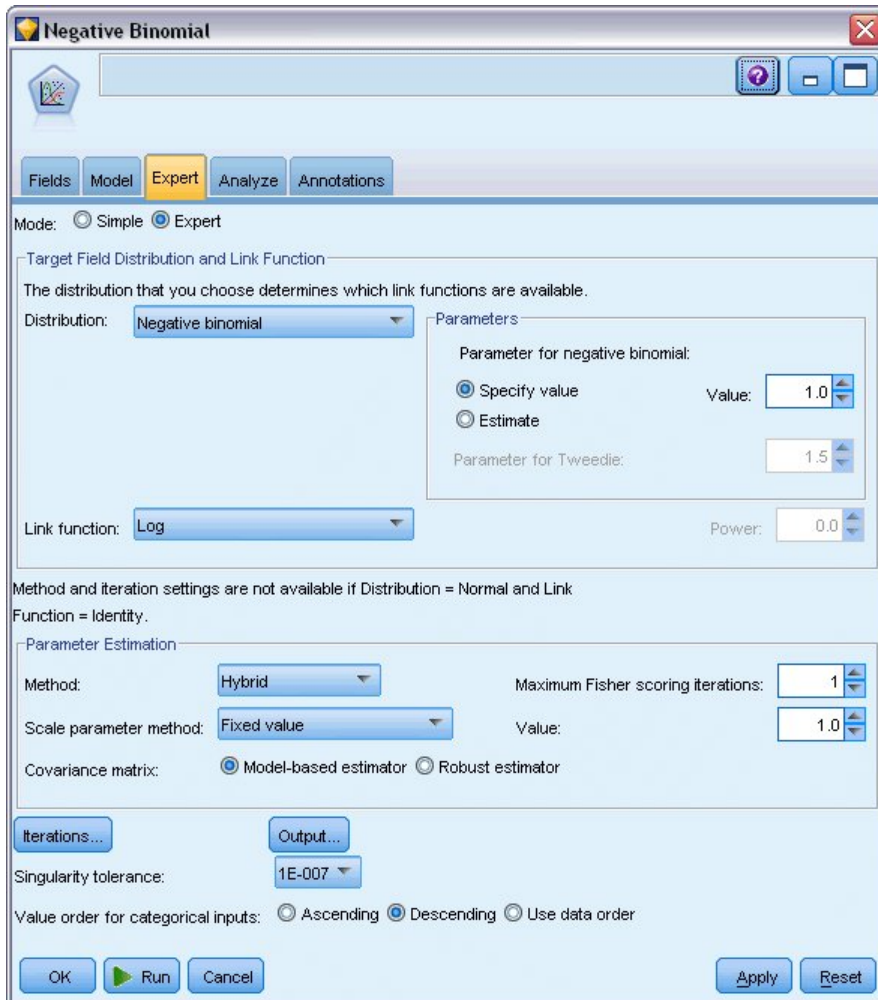 Negative Binomial
Fields Model Expert Analyze Annotations
Mode: Simple Expert
Target Field Distribution and Link Function
The distribution that you choose determines which link functions are available.
Distribution: Negative binomial
Parameters
Parameter for negative binomial:
Specify value Value: 1.0
Estimate
Parameter for Tweedie: 1.5
Link function: Log Power: 0.0
Method and iteration settings are not available if Distribution = Normal and Link
Function = Identity.
Parameter Estimation
Method: Hybrid Maximum Fisher scoring iterations: 1
Scale parameter method: Fixed value Value: 1.0
Covariance matrix: Model-based estimator Robust estimator
Iterations... Output...
Singularity tolerance: 1E-007
Value order for categorical inputs: Ascending Descending Use data order
OK Run Cancel Apply Reset